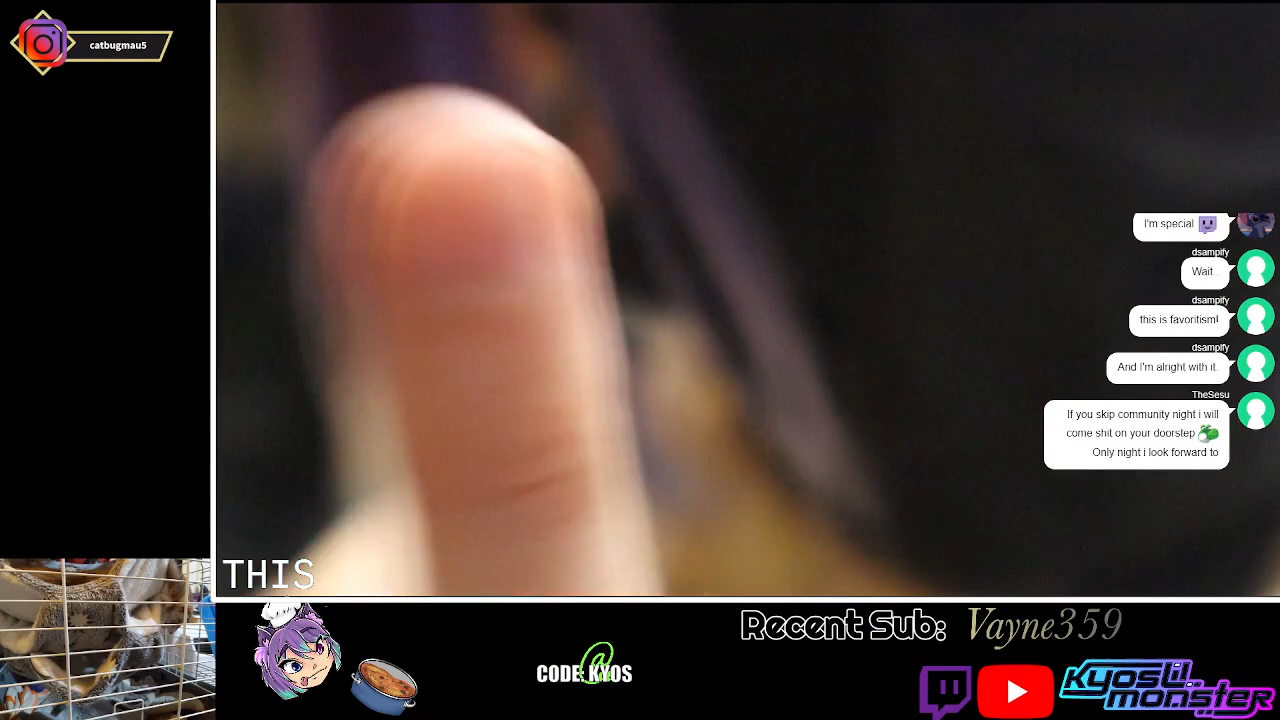 catbugmau5
I'm special
dsampify
Wait.
dsampify
this is favoritism!
dsampify
And I'm alright with it.
TheSesu
If you skip community night i will
come shit on your doorstep
Only night i look forward to
THIS
Recent Sub: Vayne359
@
CODE: KYOS
kyosu
monster